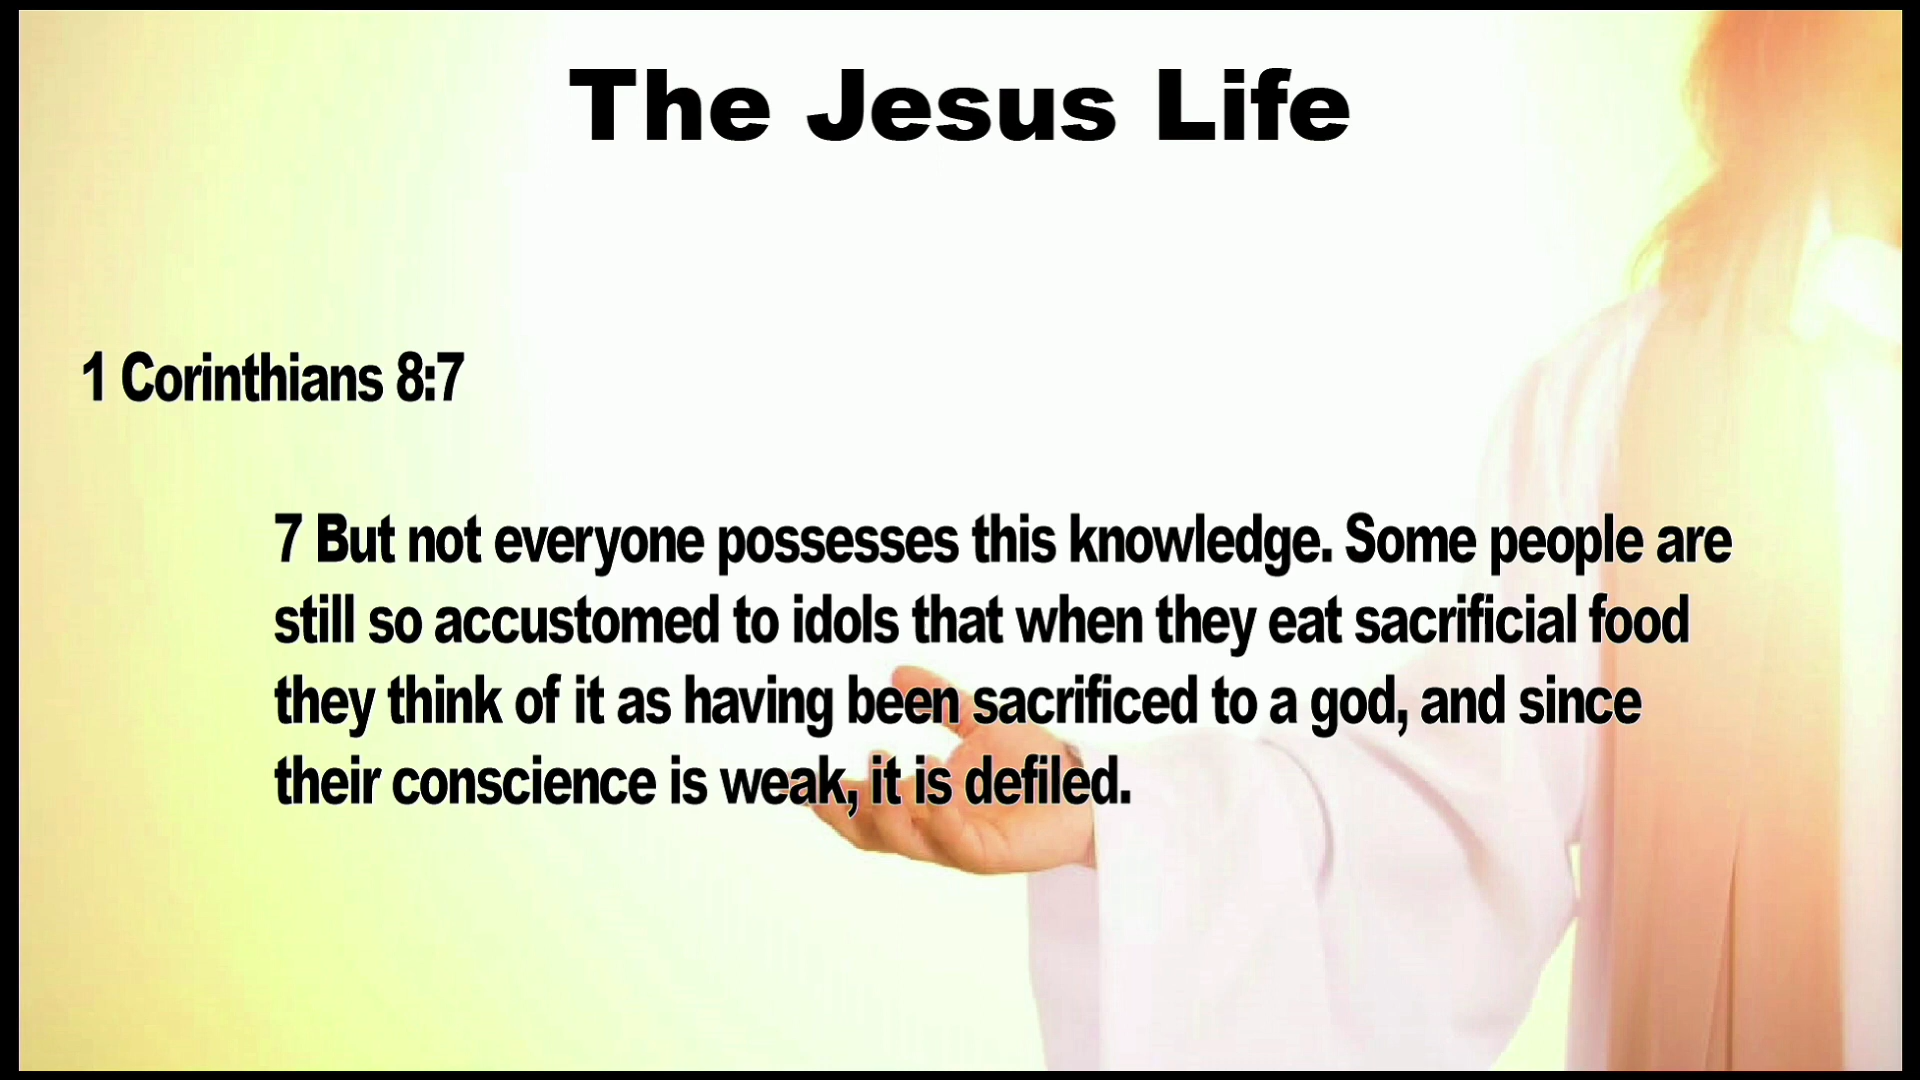 The Jesus Life
1 Corinthians 8:7
7 But not everyone possesses this knowledge. Some people are
still so accustomed to idols that when they eat sacrificial food
they think of it as having been sacrificed to a god, and since
their conscience is weak, it is defiled.